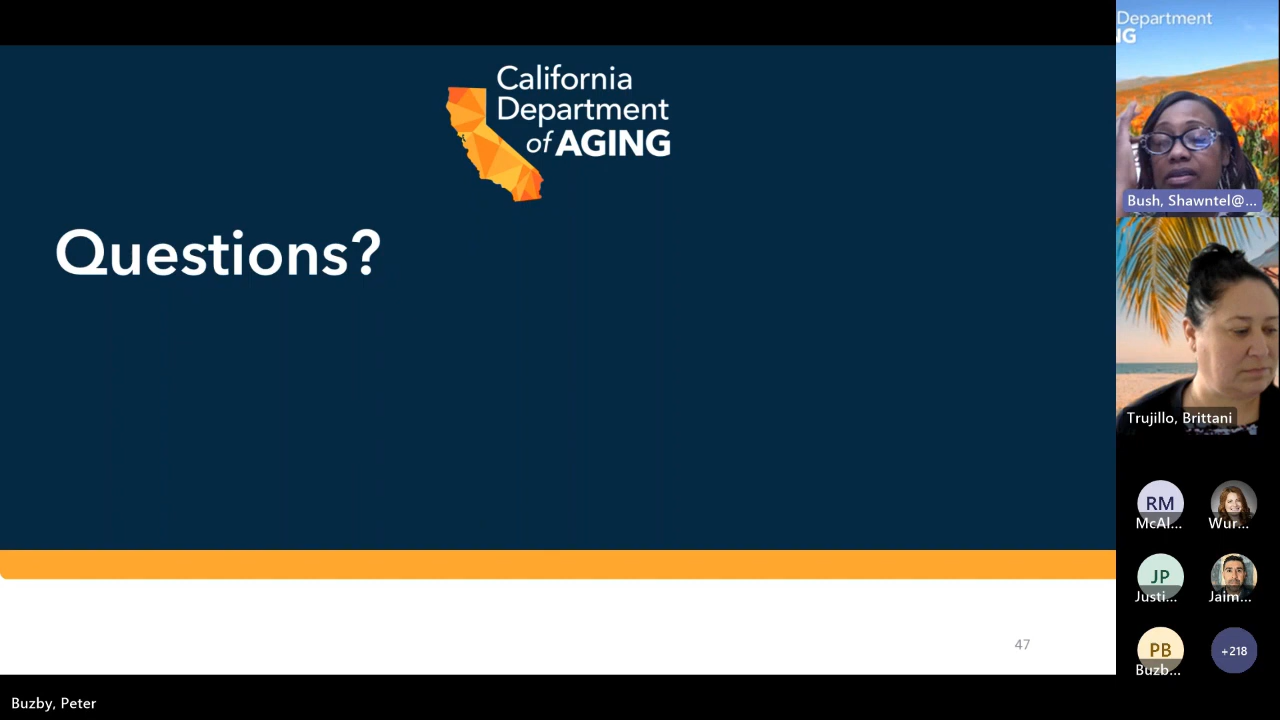 California
Department
of AGING
Questions?
47
Department
NG
Bush, Shawntel@...
Trujillo, Brittani
RM
McAl...
Wur...
JP
Justi...
Jaim...
PB
Buzb...
+218
Buzby, Peter